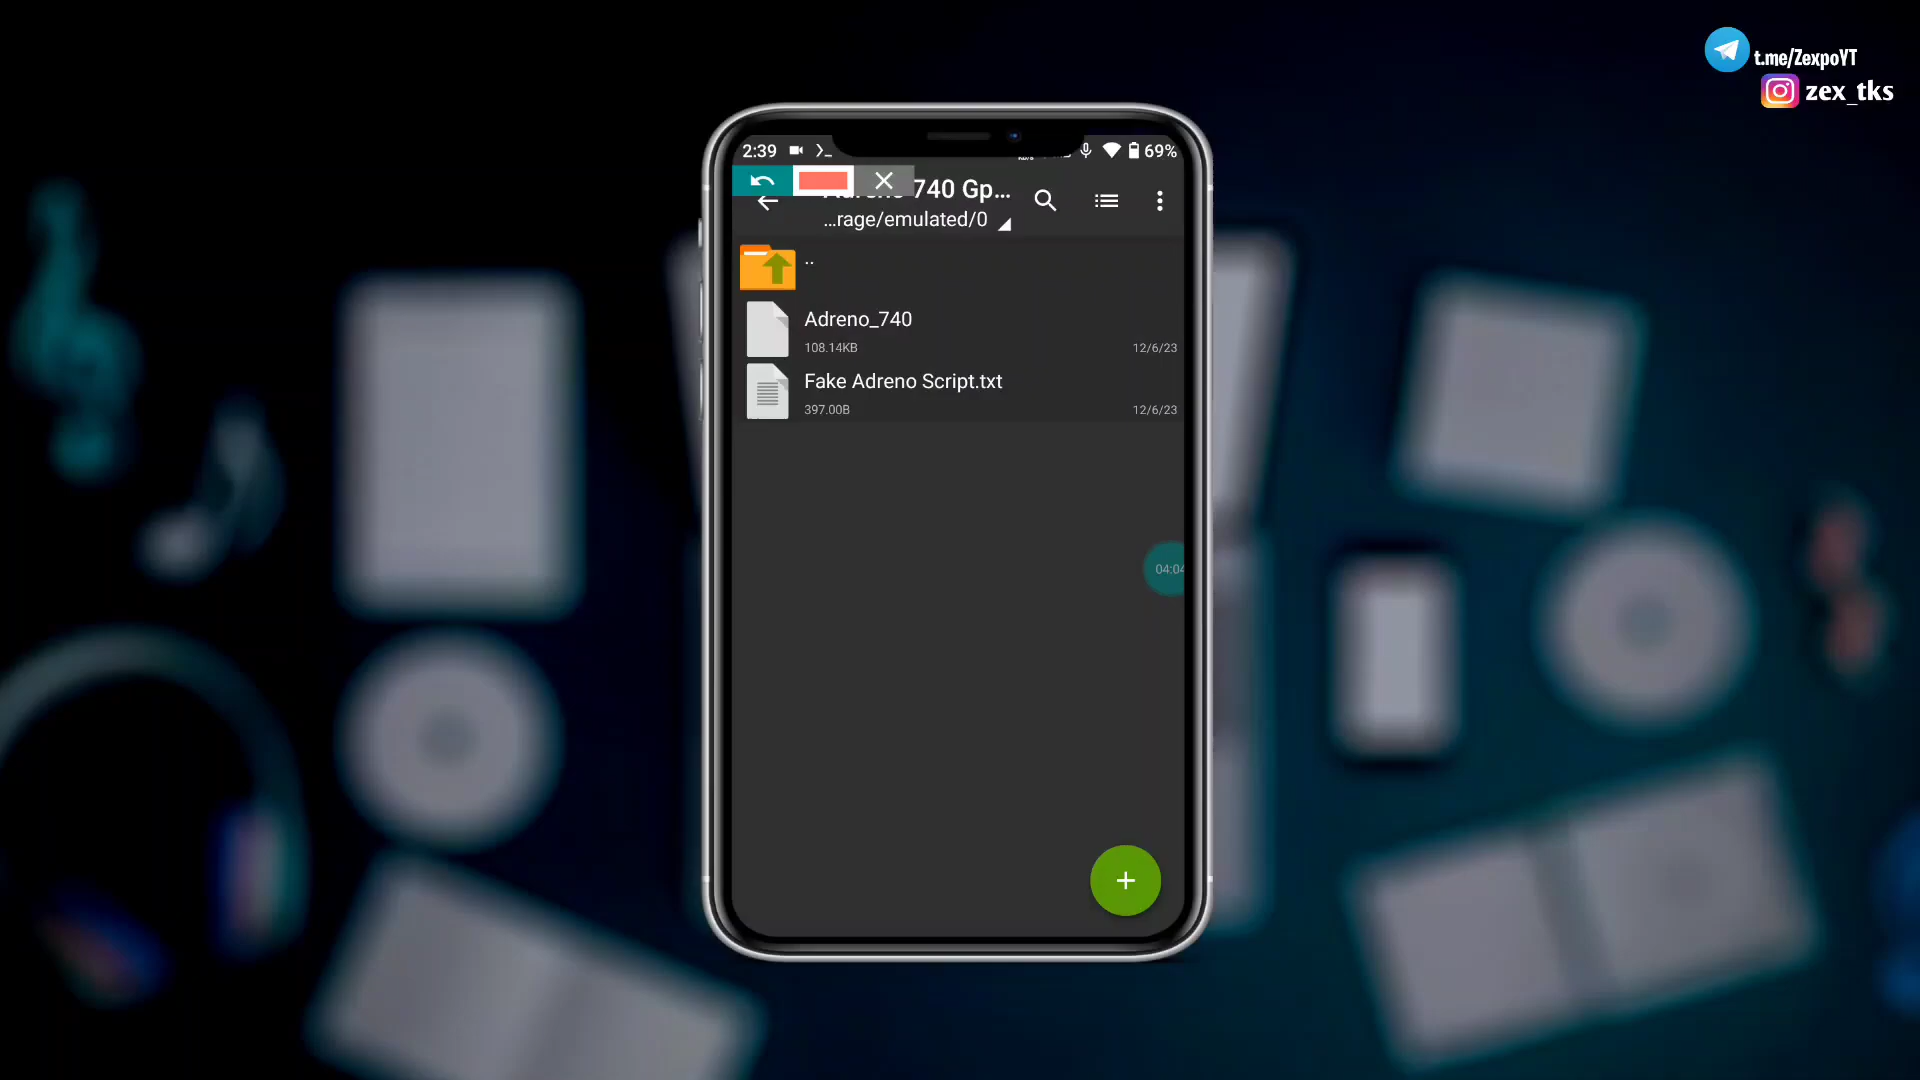 t.me/ZexpoYT
zex_tks
2:39
69%
740 Gp...
...rage/emulated/0
..
Adreno_740
108.14KB
12/6/23
Fake Adreno Script.txt
397.00B
12/6/23
04:04